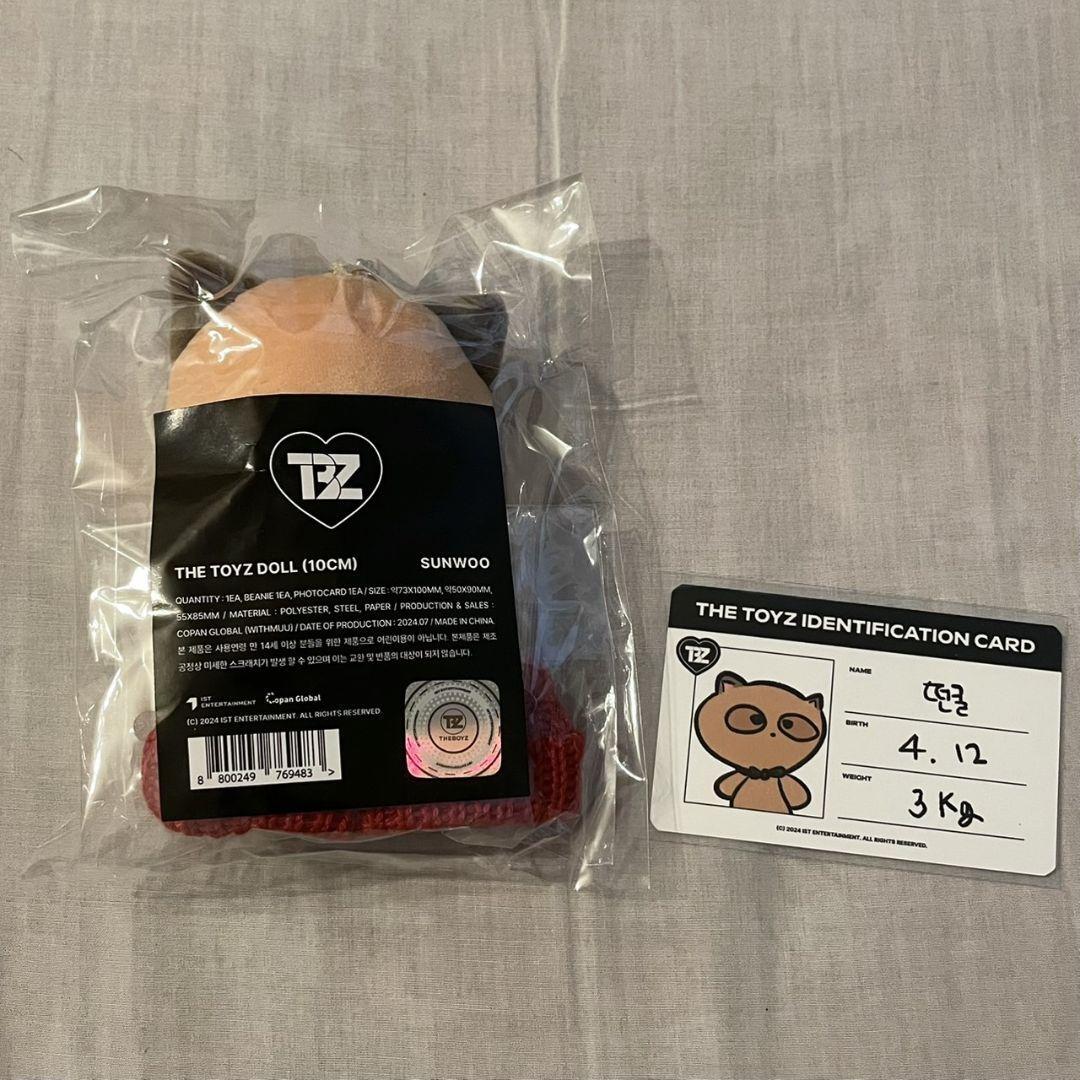 TBZ
THE TOYZ DOLL (10CM) SUNWOO
QUANTITY : 1EA, BEANIE 1EA, PHOTOCARD 1EA / SIZE : 약73X100MM, 약50X90MM,
55X85MM / MATERIAL : POLYESTER, STEEL, PAPER / PRODUCTION & SALES :
COPAN GLOBAL (WITHMUU) / DATE OF PRODUCTION : 2024.07 / MADE IN CHINA
본 제품은 사용연령 만 14세 이상 분들을 위한 제품으로 어린이용이 아닙니다. 본제품은 제조
공정상 미세한 스크래치가 발생 할 수 있으며 이는 교환 및 반품의 대상이 되지 않습니다.
IST ENTERTAINMENT Copan Global
(C) 2024 IST ENTERTAINMENT. ALL RIGHTS RESERVED.
8 800249 769483 >
TBZ
THEBOYZ
THE TOYZ IDENTIFICATION CARD
TBZ
NAME
떤굴
BIRTH
4. 12
WEIGHT
3 Kg
(C) 2024 IST ENTERTAINMENT. ALL RIGHTS RESERVED.